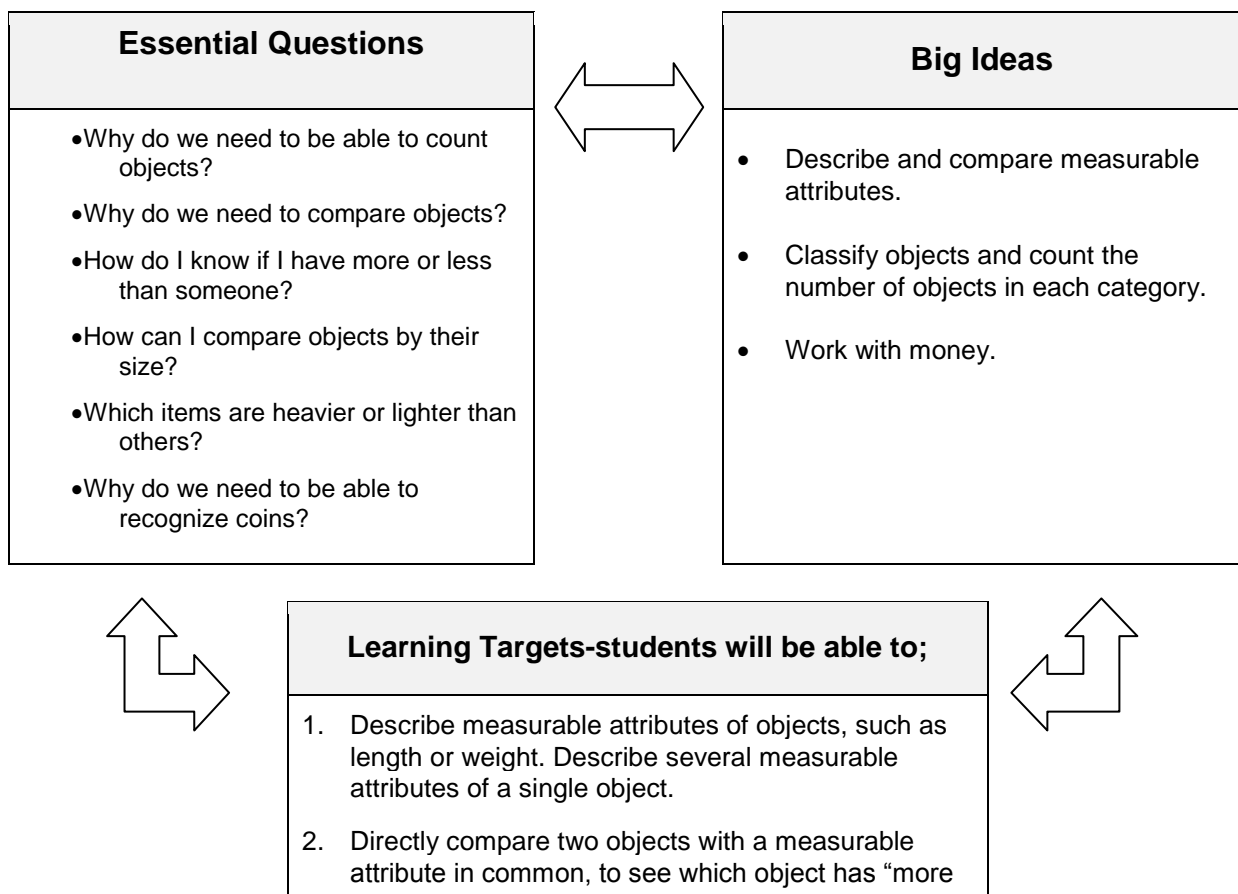 Essential Questions
•Why do we need to be able to count
objects?
•Why do we need to compare objects?
•How do I know if I have more or less
than someone?
•How can I compare objects by their
size?
•Which items are heavier or lighter than
others?
•Why do we need to be able to
recognize coins?
Big Ideas
• Describe and compare measurable
attributes.
• Classify objects and count the
number of objects in each category.
• Work with money.
Learning Targets-students will be able to;
1. Describe measurable attributes of objects, such as
length or weight. Describe several measurable
attributes of a single object.
2. Directly compare two objects with a measurable
attribute in common, to see which object has “more